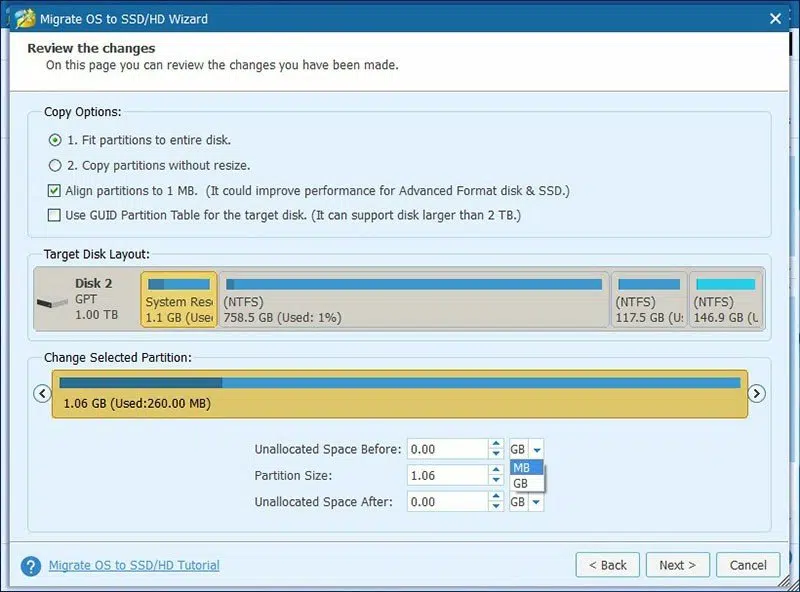 Migrate OS to SSD/HD Wizard
Review the changes
On this page you can review the changes you have been made.
Copy Options:
1. Fit partitions to entire disk.
2. Copy partitions without resize.
Align partitions to 1 MB. (It could improve performance for Advanced Format disk & SSD.)
Use GUID Partition Table for the target disk. (It can support disk larger than 2 TB.)
Target Disk Layout:
Disk 2
GPT
1.00 TB
System Res
1.1 GB (Use
(NTFS)
758.5 GB (Used: 1%)
(NTFS)
117.5 GB (U
(NTFS)
146.9 GB (U
Change Selected Partition:
1.06 GB (Used:260.00 MB)
Unallocated Space Before: 0.00 GB
MB
Partition Size: 1.06
GB
Unallocated Space After: 0.00 GB
Migrate OS to SSD/HD Tutorial
< Back Next > Cancel